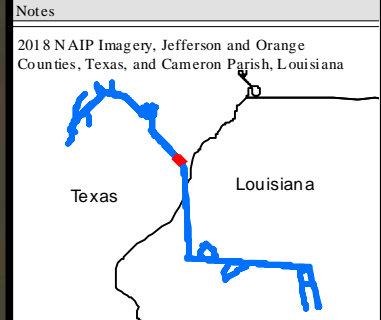 Notes
2018 NAIP Imagery, Jefferson and Orange
Counties, Texas, and Cameron Parish, Louisiana
Texas
Louisiana